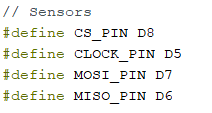 // Sensors
#define CS_PIN D8
#define CLOCK_PIN D5
#define MOSI_PIN D7
#define MISO_PIN D6